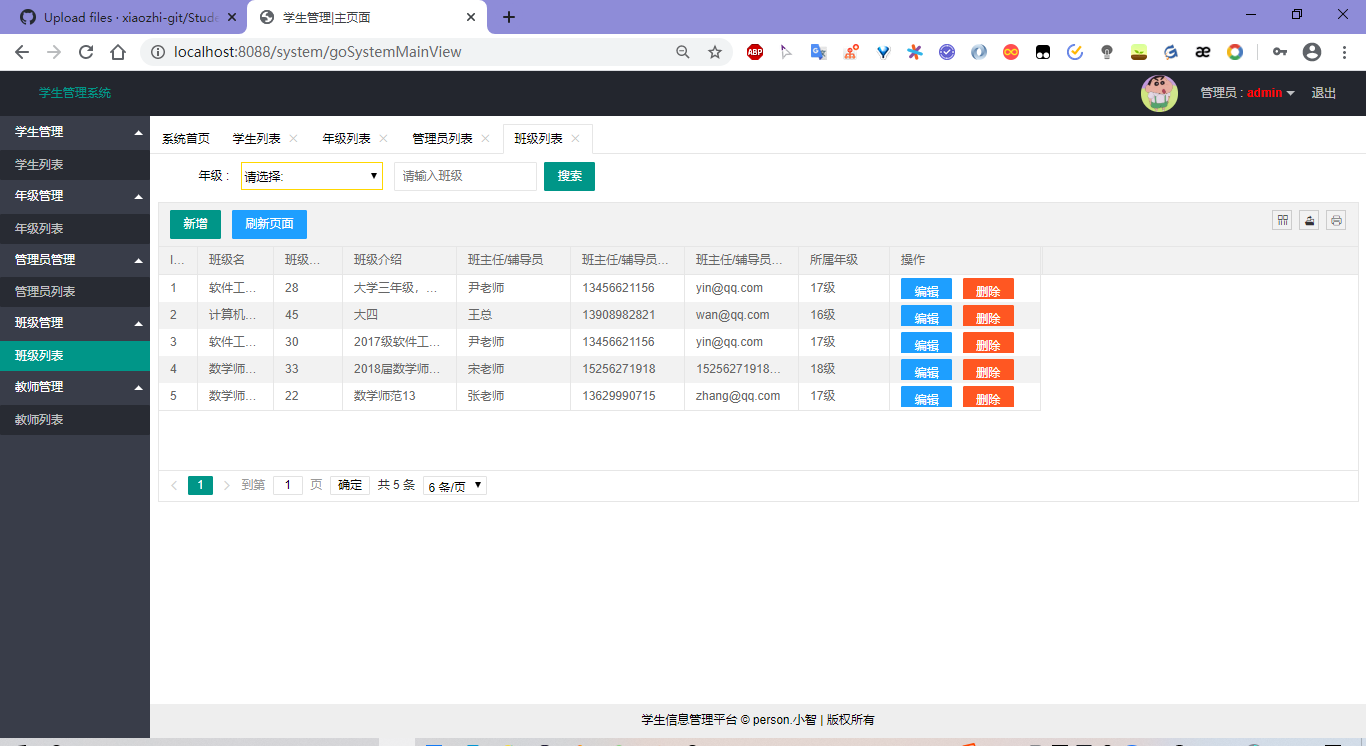 Upload files · xiaozhi-git/Stude
学生管理|主页面
localhost:8088/system/goSystemMainView
ABP
学生管理系统
管理员 : admin
退出
学生管理
学生列表
年级管理
年级列表
管理员管理
管理员列表
班级管理
班级列表
教师管理
教师列表
系统首页 学生列表 年级列表 管理员列表 班级列表
年级 : 请选择: 请输入班级 搜索
新增 刷新页面
I... 班级名 班级... 班级介绍 班主任/辅导员 班主任/辅导员... 班主任/辅导员... 所属年级 操作
1 软件工... 28 大学三年级，... 尹老师 13456621156 yin@qq.com 17级 编辑 删除
2 计算机... 45 大四 王总 13908982821 wan@qq.com 16级 编辑 删除
3 软件工... 30 2017级软件工... 尹老师 13456621156 yin@qq.com 17级 编辑 删除
4 数学师... 33 2018届数学师... 宋老师 15256271918 15256271918... 18级 编辑 删除
5 数学师... 22 数学师范13 张老师 13629990715 zhang@qq.com 17级 编辑 删除
1 到第 1 页 确定 共 5 条 6 条/页
学生信息管理平台 © person.小智 | 版权所有